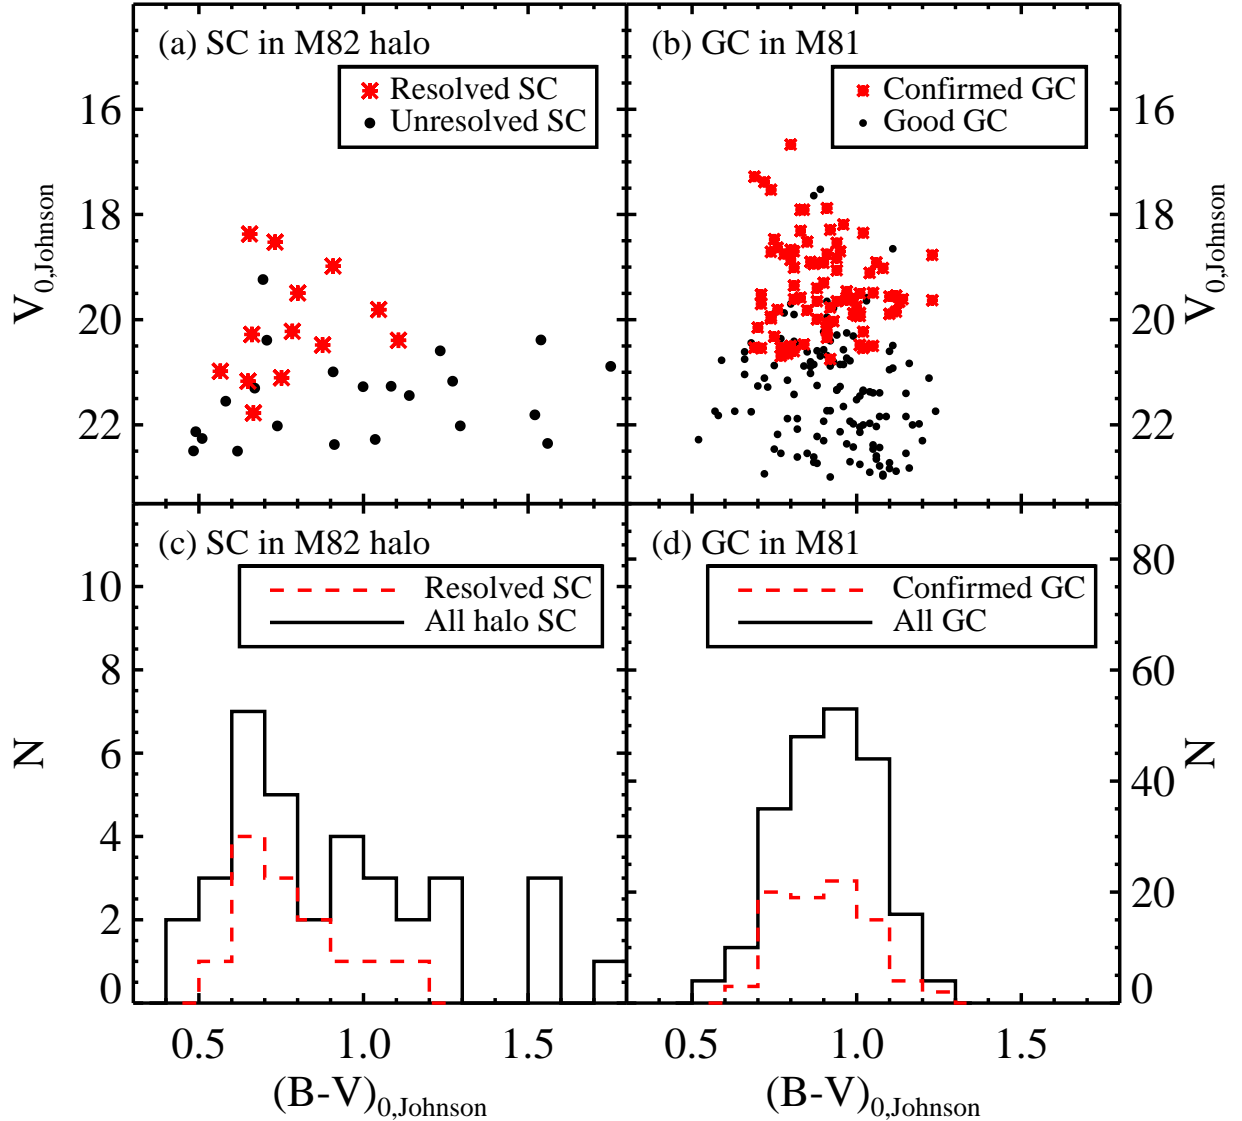 (a) SC in M82 halo
Resolved SC
Unresolved SC
(b) GC in M81
Confirmed GC
Good GC
16
18
20
22
V0,Johnson
16
18
20
22
V0,Johnson
(c) SC in M82 halo
Resolved SC
All halo SC
(d) GC in M81
Confirmed GC
All GC
10
8
6
4
2
0
N
80
60
40
20
0
N
0.5 1.0 1.5
0.5 1.0 1.5
(B-V)0,Johnson
(B-V)0,Johnson